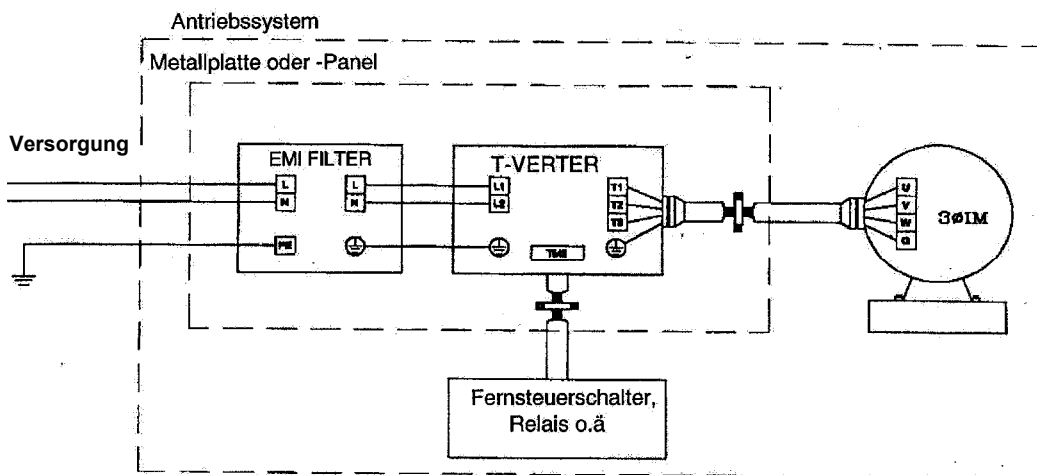 Antriebssystem
Metallplatte oder -Panel
Versorgung
EMI FILTER
L
N
PE
L
N
T-VERTER
L1
L2
T1
T2
T3
U
V
W
G
3øIM
Fernsteuerschalter,
Relais o.ä